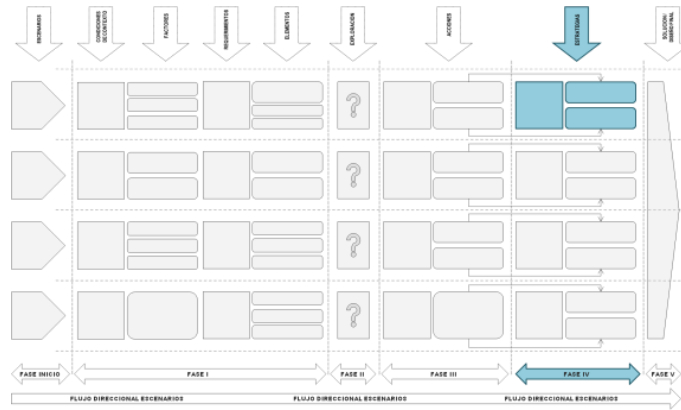 ESCENARIOS
CONDICIONES
DE CONTEXTO
FACTORES
REQUERIMIENTOS
ELEMENTOS
EXPLORACIÓN
ACCIONES
ESTRATEGIAS
SOLUCIÓN/
DISEÑO FINAL
?
?
?
?
FASE INICIO
FASE I
FASE II
FASE III
FASE IV
FASE V
FLUJO DIRECCIONAL ESCENARIOS
FLUJO DIRECCIONAL ESCENARIOS
FLUJO DIRECCIONAL ESCENARIOS